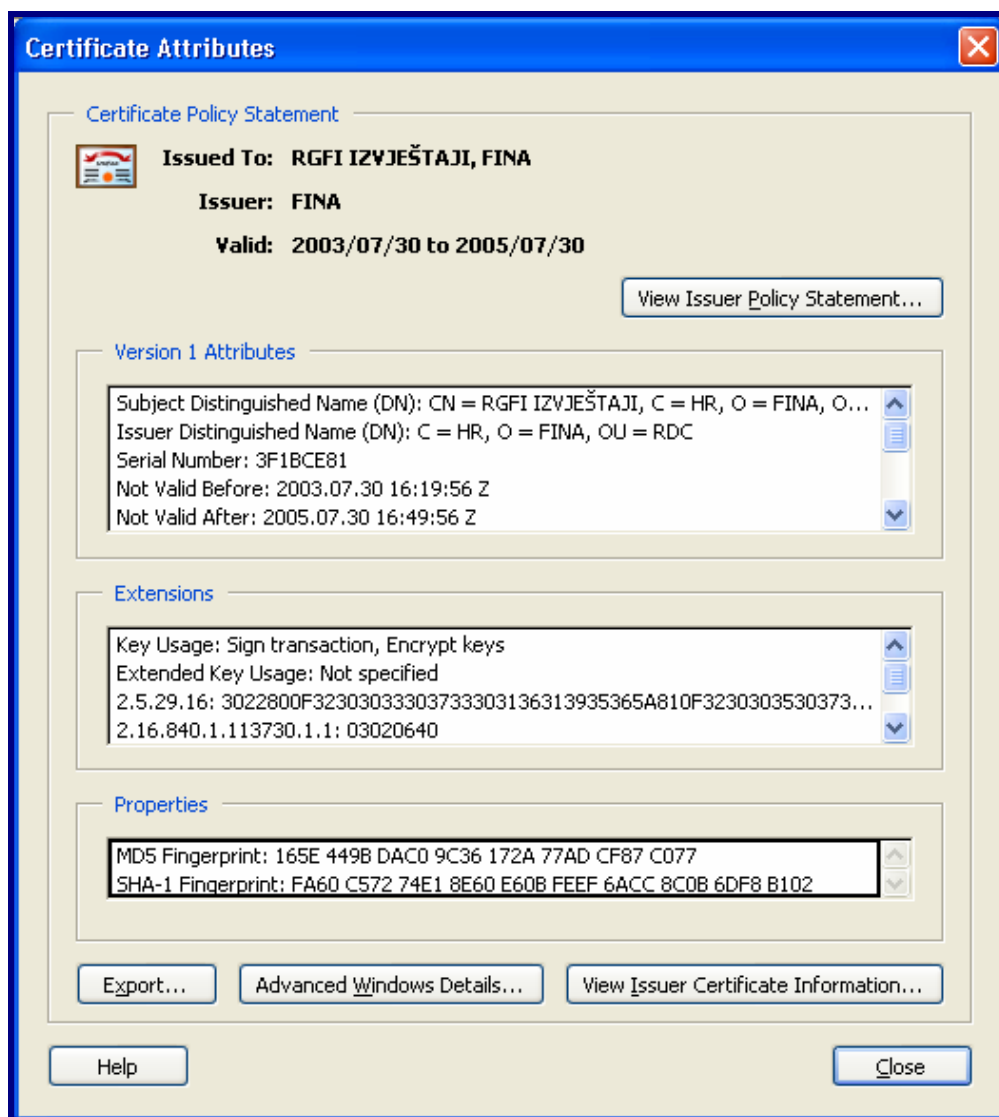 Certificate Attributes
Certificate Policy Statement
Issued To: RGFI IZVJEŠTAJI, FINA
Issuer: FINA
Valid: 2003/07/30 to 2005/07/30
View Issuer Policy Statement...
Version 1 Attributes
Subject Distinguished Name (DN): CN = RGFI IZVJEŠTAJI, C = HR, O = FINA, O...
Issuer Distinguished Name (DN): C = HR, O = FINA, OU = RDC
Serial Number: 3F1BCE81
Not Valid Before: 2003.07.30 16:19:56 Z
Not Valid After: 2005.07.30 16:49:56 Z
Extensions
Key Usage: Sign transaction, Encrypt keys
Extended Key Usage: Not specified
2.5.29.16: 3022800F32303033303733303136313935365A810F3230303530373...
2.16.840.1.113730.1.1: 03020640
Properties
MD5 Fingerprint: 165E 449B DAC0 9C36 172A 77AD CF87 C077
SHA-1 Fingerprint: FA60 C572 74E1 8E60 E60B FEEF 6ACC 8C0B 6DF8 B102
Export... Advanced Windows Details... View Issuer Certificate Information...
Help Close